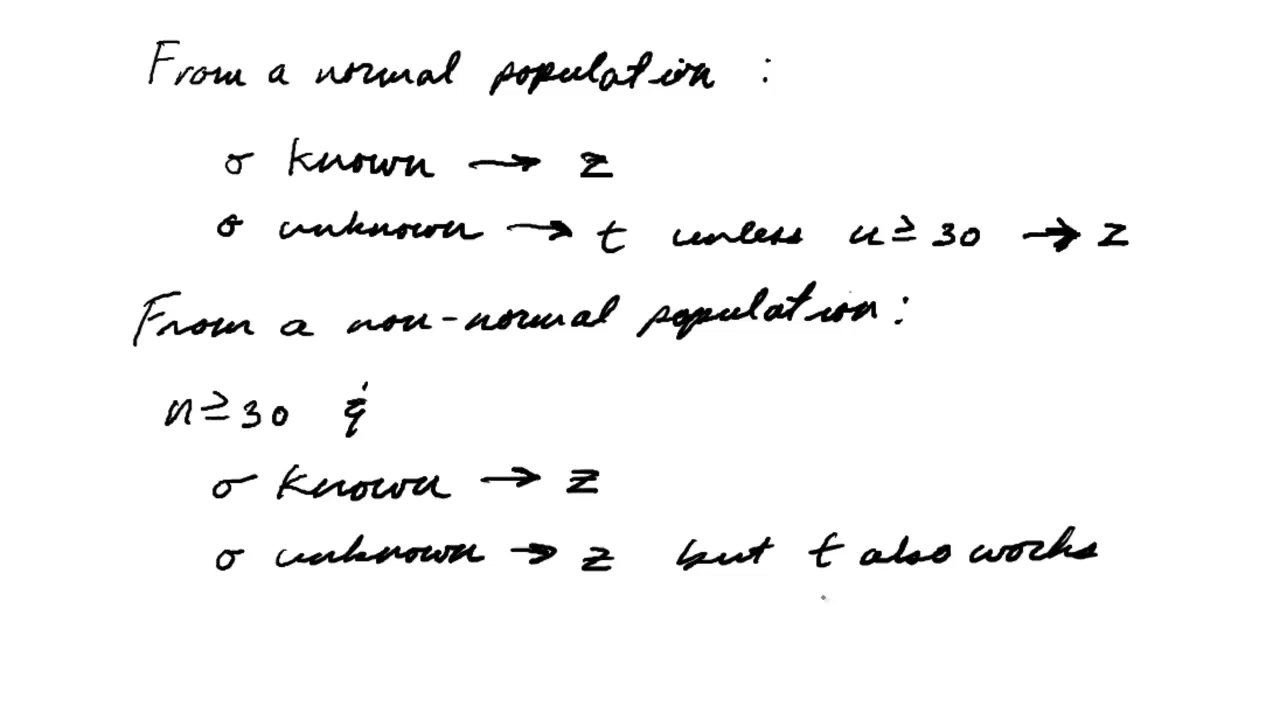 From a normal population :
σ known → z
σ unknown → t unless n ≥ 30 → z
From a non-normal population :
n ≥ 30 &
σ known → z
σ unknown → z but t also works